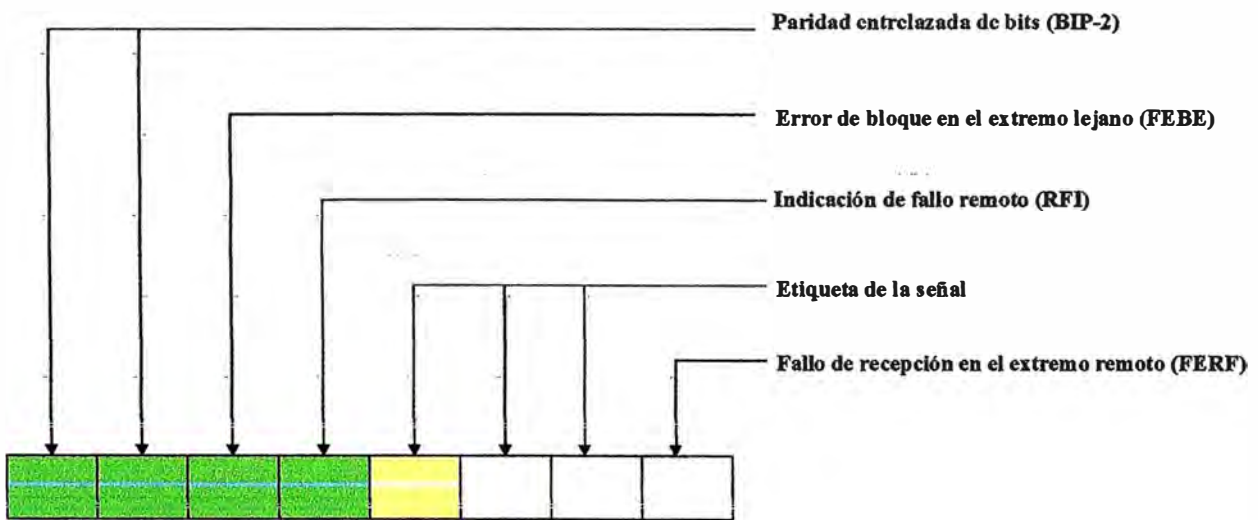 Paridad entrelazada de bits (BIP-2)
Error de bloque en el extremo lejano (FEBE)
Indicación de fallo remoto (RFI)
Etiqueta de la señal
Fallo de recepción en el extremo remoto (FERF)